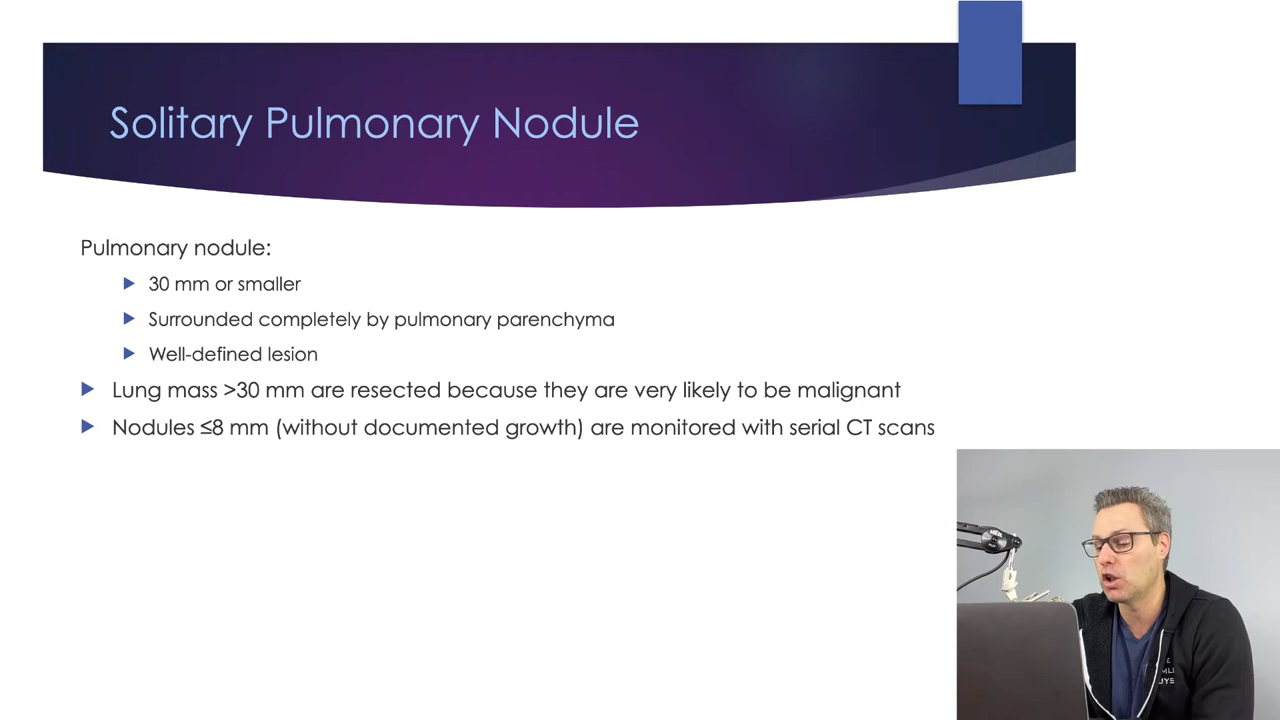 Solitary Pulmonary Nodule
Pulmonary nodule:
30 mm or smaller
Surrounded completely by pulmonary parenchyma
Well-defined lesion
Lung mass >30 mm are resected because they are very likely to be malignant
Nodules ≤8 mm (without documented growth) are monitored with serial CT scans